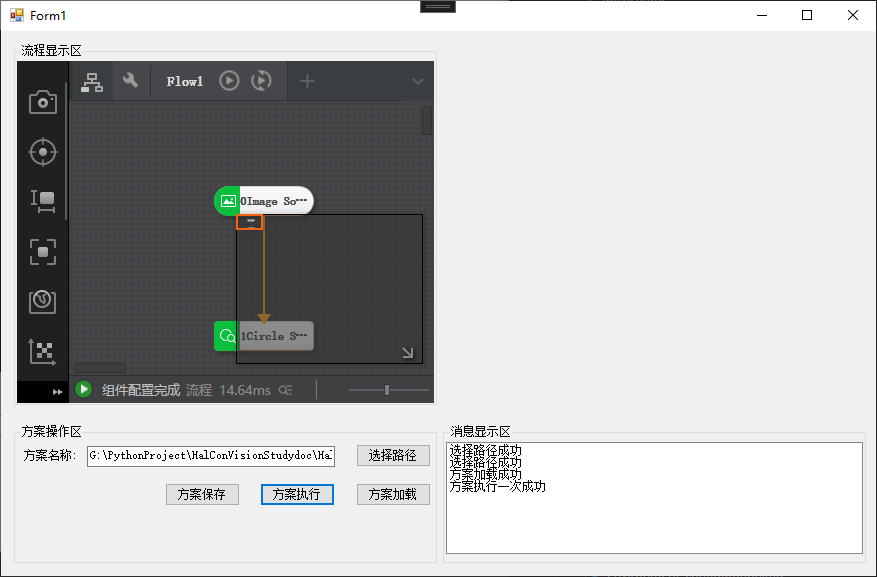 Form1
流程显示区
Flow1
0Image So···
1Circle S···
组件配置完成 流程 14.64ms
方案操作区
方案名称: G:\PythonProject\HalConVisionStudydoc\Hal 选择路径
方案保存 方案执行 方案加载
消息显示区
选择路径成功
选择路径成功
方案加载成功
方案执行一次成功